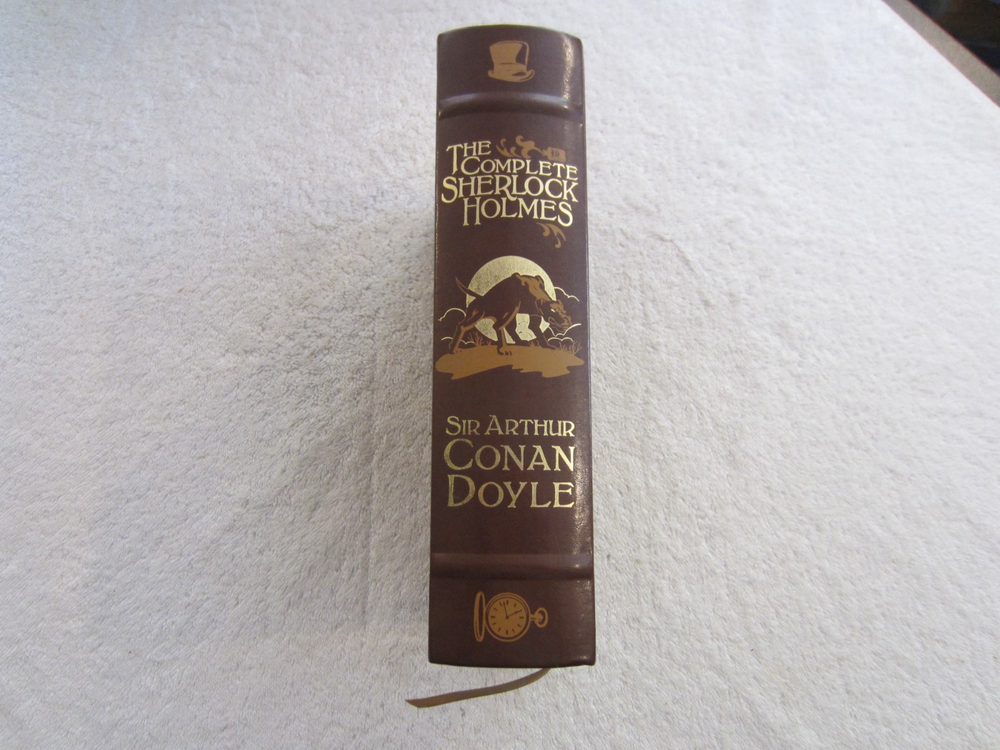 THE
COMPLETE
SHERLOCK
HOLMES
SIR ARTHUR
CONAN
DOYLE